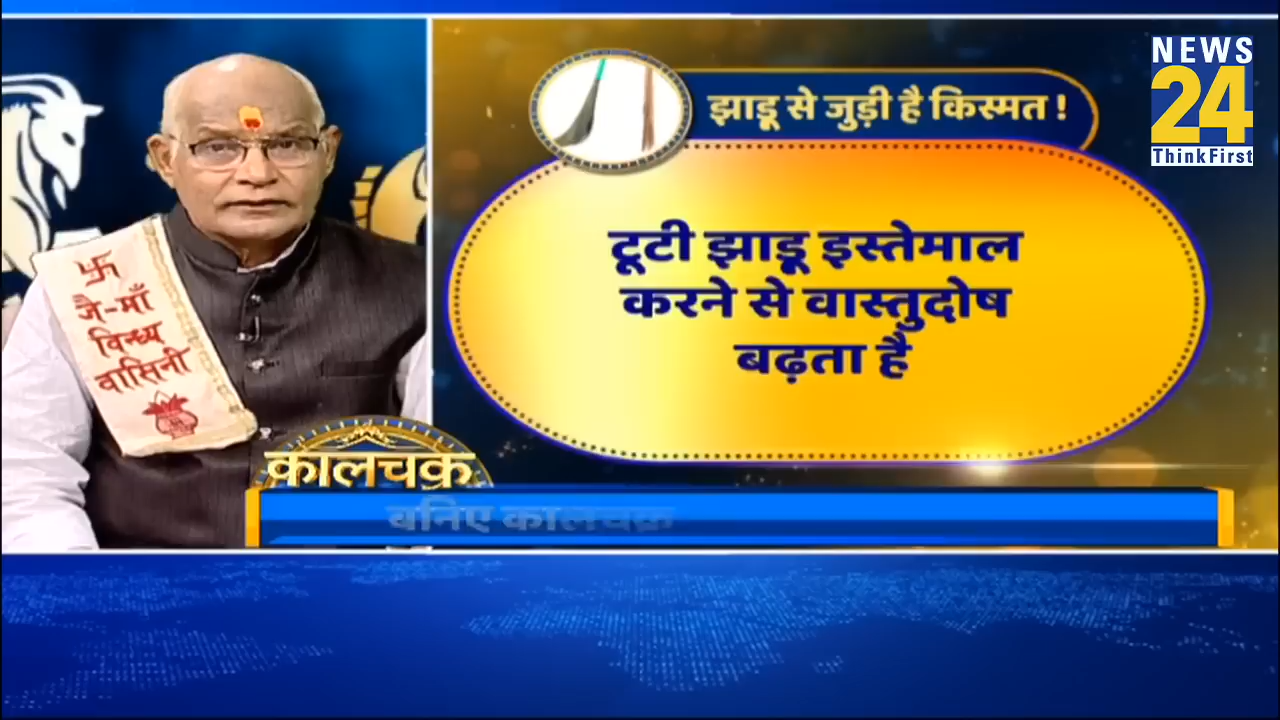 झाडू से जुड़ी है किस्मत !
NEWS
24
ThinkFirst
टूटी झाडू इस्तेमाल
करने से वास्तुदोष
बढ़ता है
जै-माँ
विन्ध्य
वासिनी
कालचक्र
बनिए कालचक्र